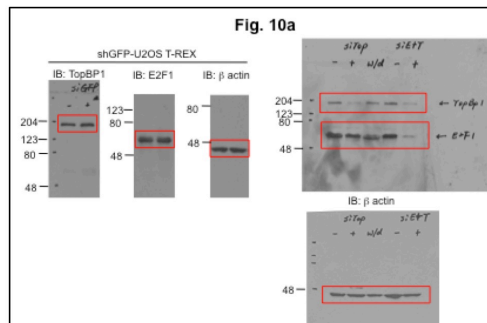 Fig. 10a
shGFP-U2OS T-REX
IB: TopBP1
IB: E2F1
IB: β actin
siGFP
- +
204
123
80
48
123
80
48
80
48
siTop siE+T
- + w/d - +
204
123
80
48
← TopBp1
← E2F1
IB: β actin
siTop siE+T
- + w/d - +
48